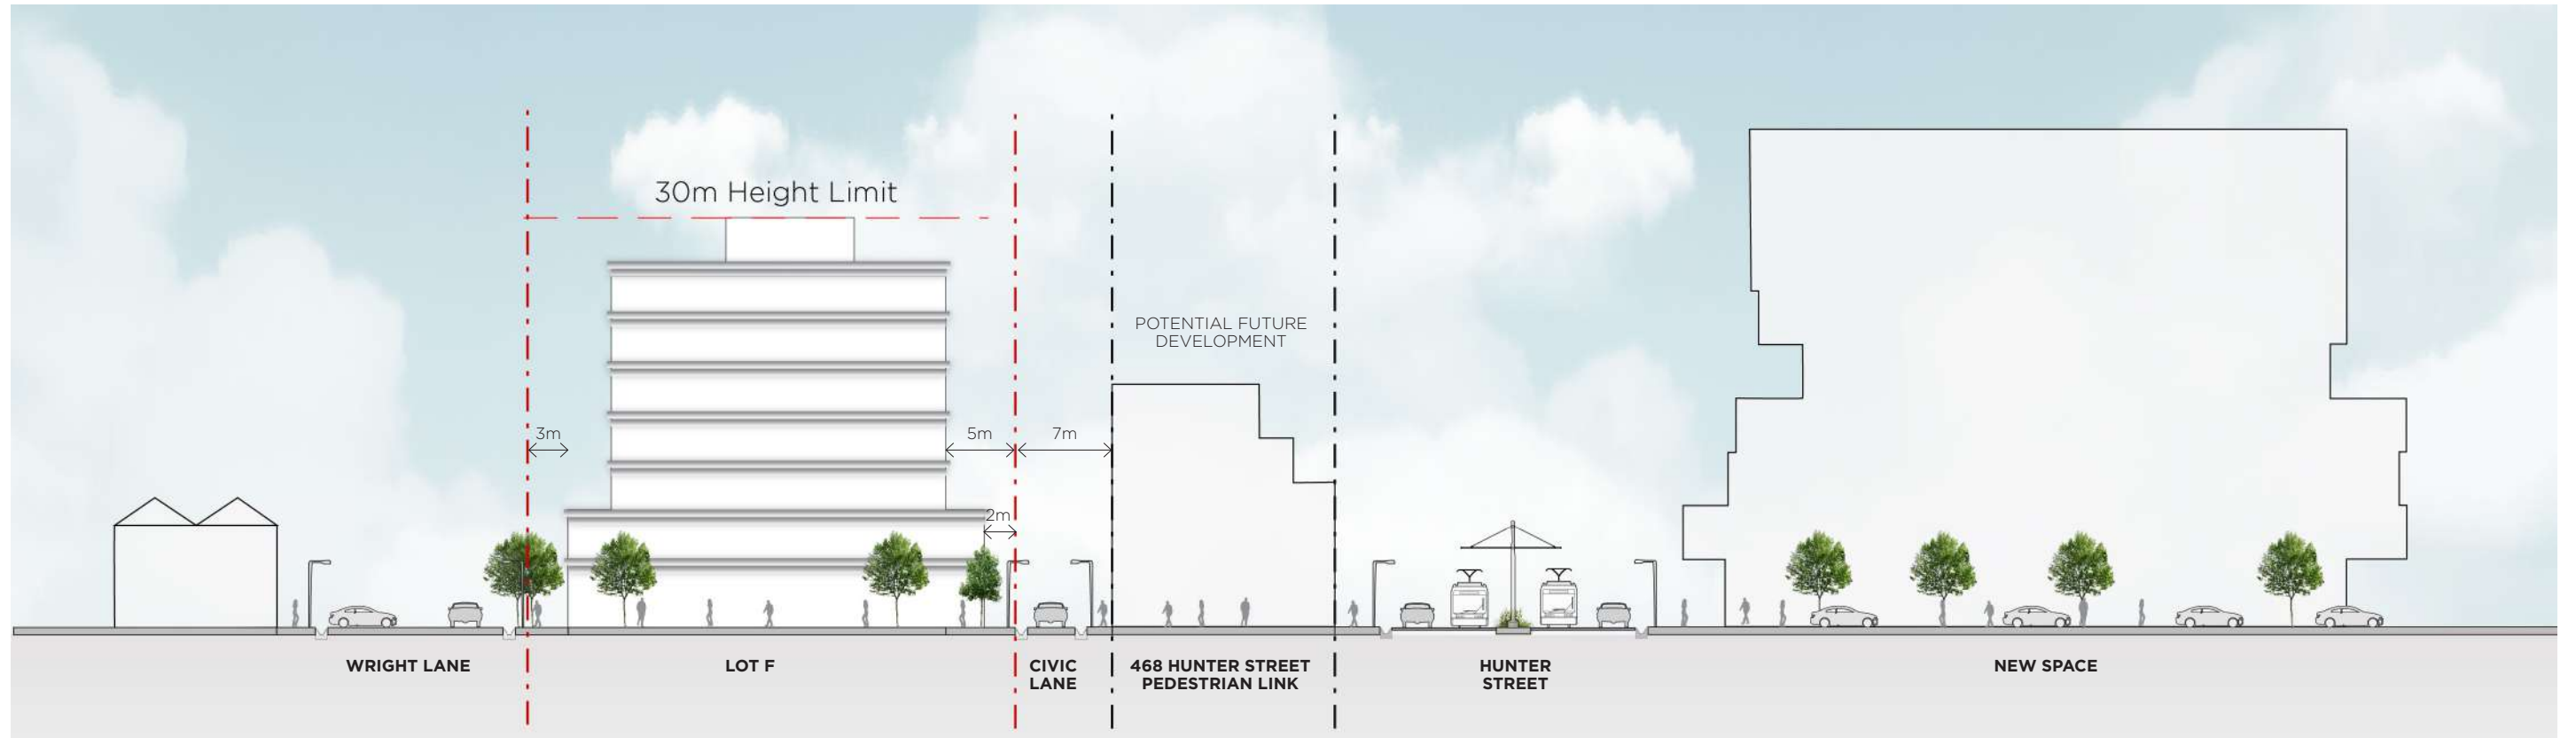 30m Height Limit
POTENTIAL FUTURE
DEVELOPMENT
3m
5m
7m
2m
WRIGHT LANE
LOT F
CIVIC
LANE
468 HUNTER STREET
PEDESTRIAN LINK
HUNTER
STREET
NEW SPACE